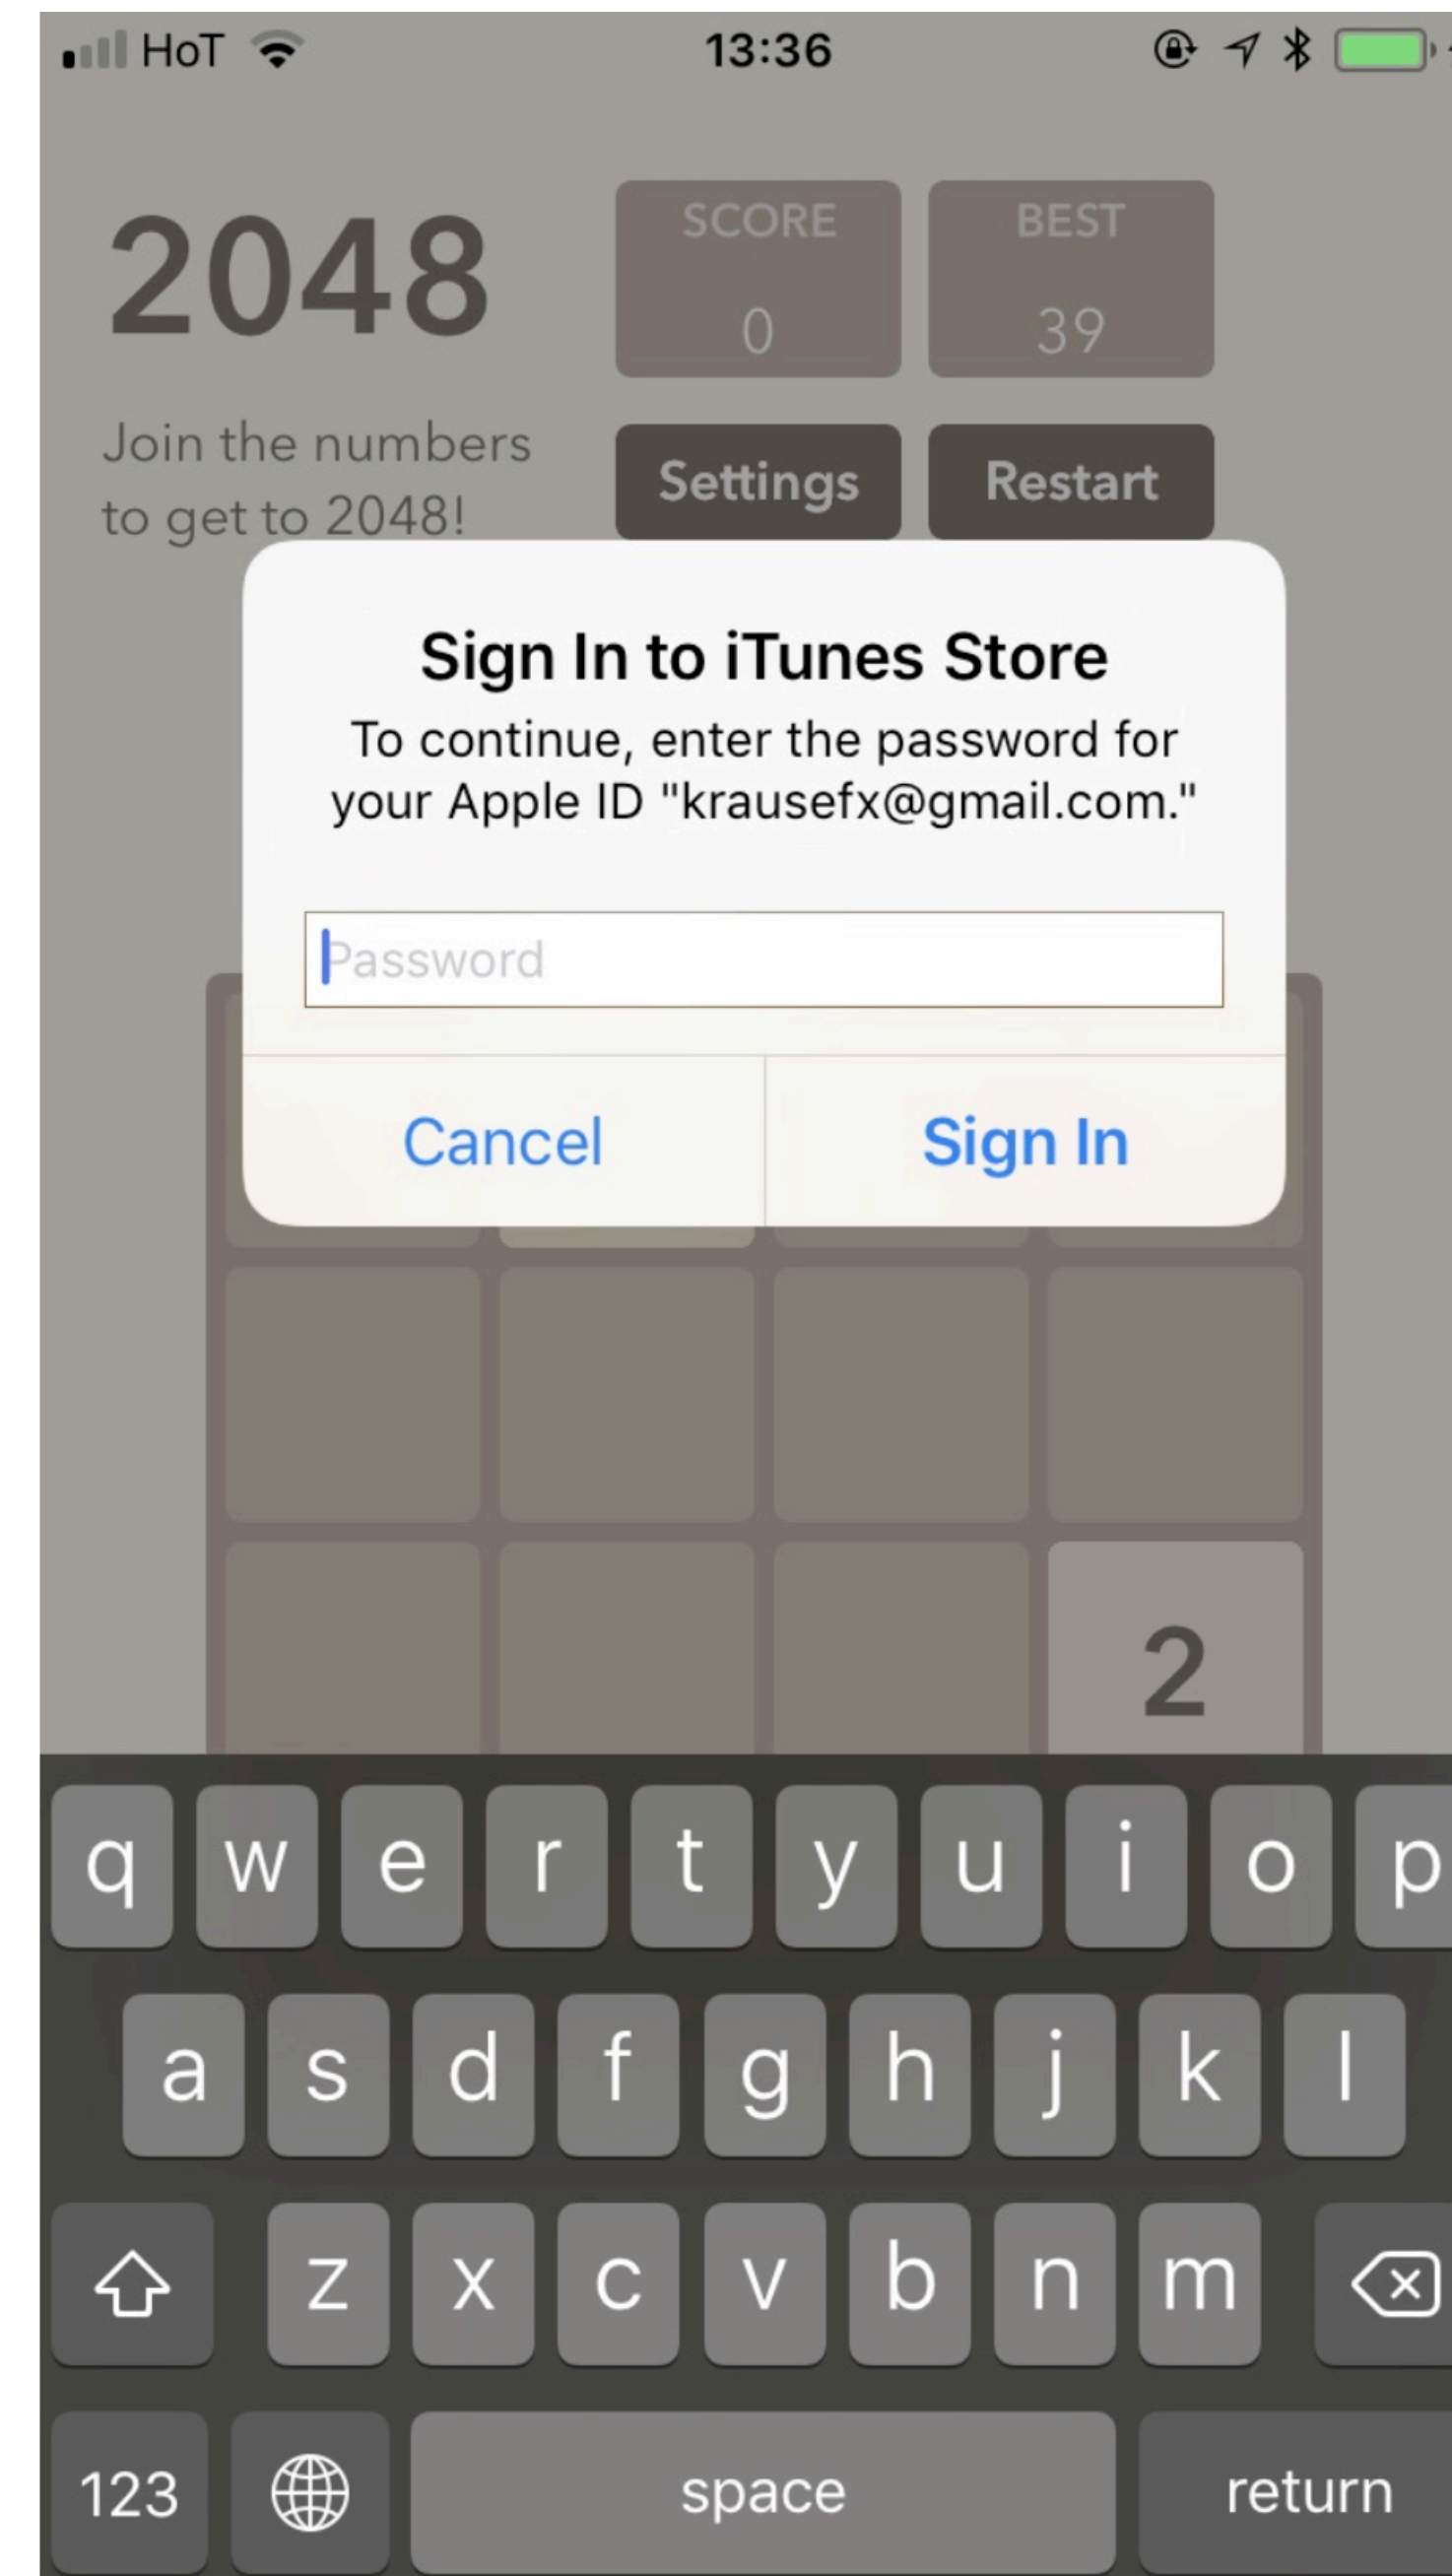 HoT 13:36
2048
SCORE BEST
0 39
Join the numbers
to get to 2048!
Settings Restart
Sign In to iTunes Store
To continue, enter the password for
your Apple ID "krausefx@gmail.com."
Password
Cancel Sign In
2
q w e r t y u i o p
a s d f g h j k l
z x c v b n m
123 space return